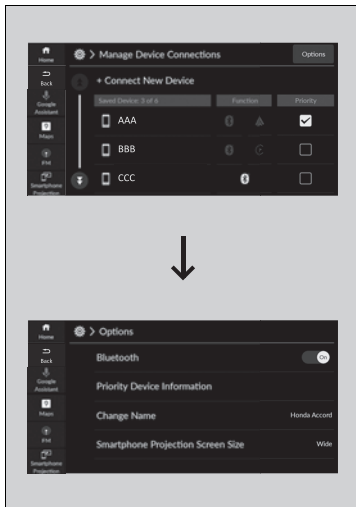 Home
Manage Device Connections
Options
Back
+ Connect New Device
Google
Assistant
Saved Device: 3 of 6
Function
Priority
AAA
Maps
BBB
FM
CCC
Smartphone
Projection
Home
Options
Back
Bluetooth
On
Google
Assistant
Priority Device Information
Maps
Change Name
Honda Accord
FM
Smartphone Projection Screen Size
Wide
Smartphone
Projection